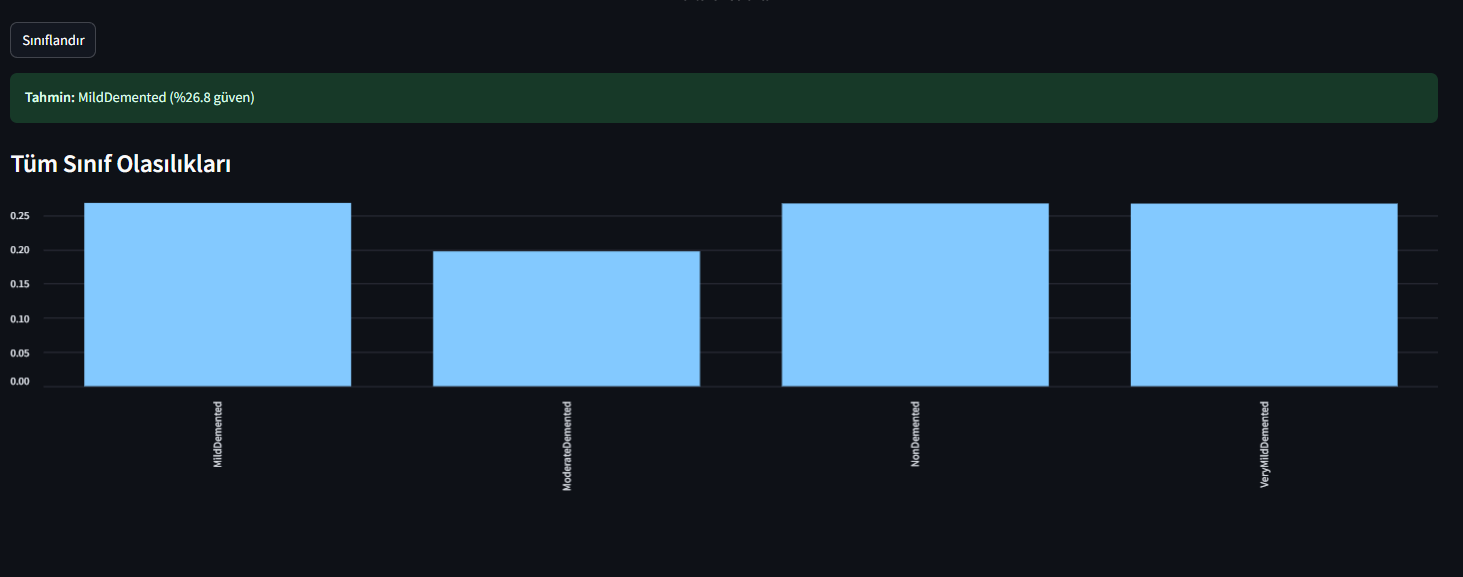 Sınıflandır
Tahmin: MildDemented (%26.8 güven)
Tüm Sınıf Olasılıkları
0.25
0.20
0.15
0.10
0.05
0.00
MildDemented
ModerateDemented
NonDemented
VeryMildDemented